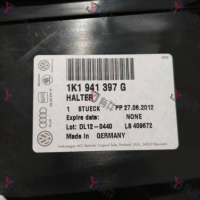 1K1 941 397 G
HALTER
1 STUECK PP 27.06.2012
Expire date: NONE
Lot: DL12-0440 LS 409672
Made in GERMANY